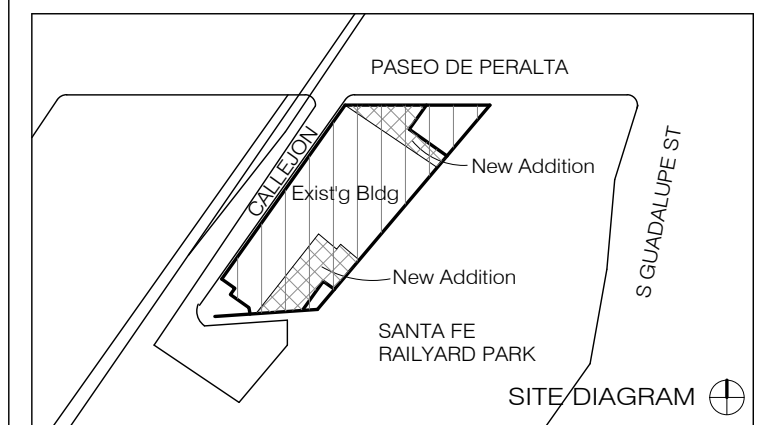 PASEO DE PERALTA
CALLEJON
New Addition
Exist'g Bldg
S GUADALUPE ST
New Addition
SANTA FE
RAILYARD PARK
SITE DIAGRAM